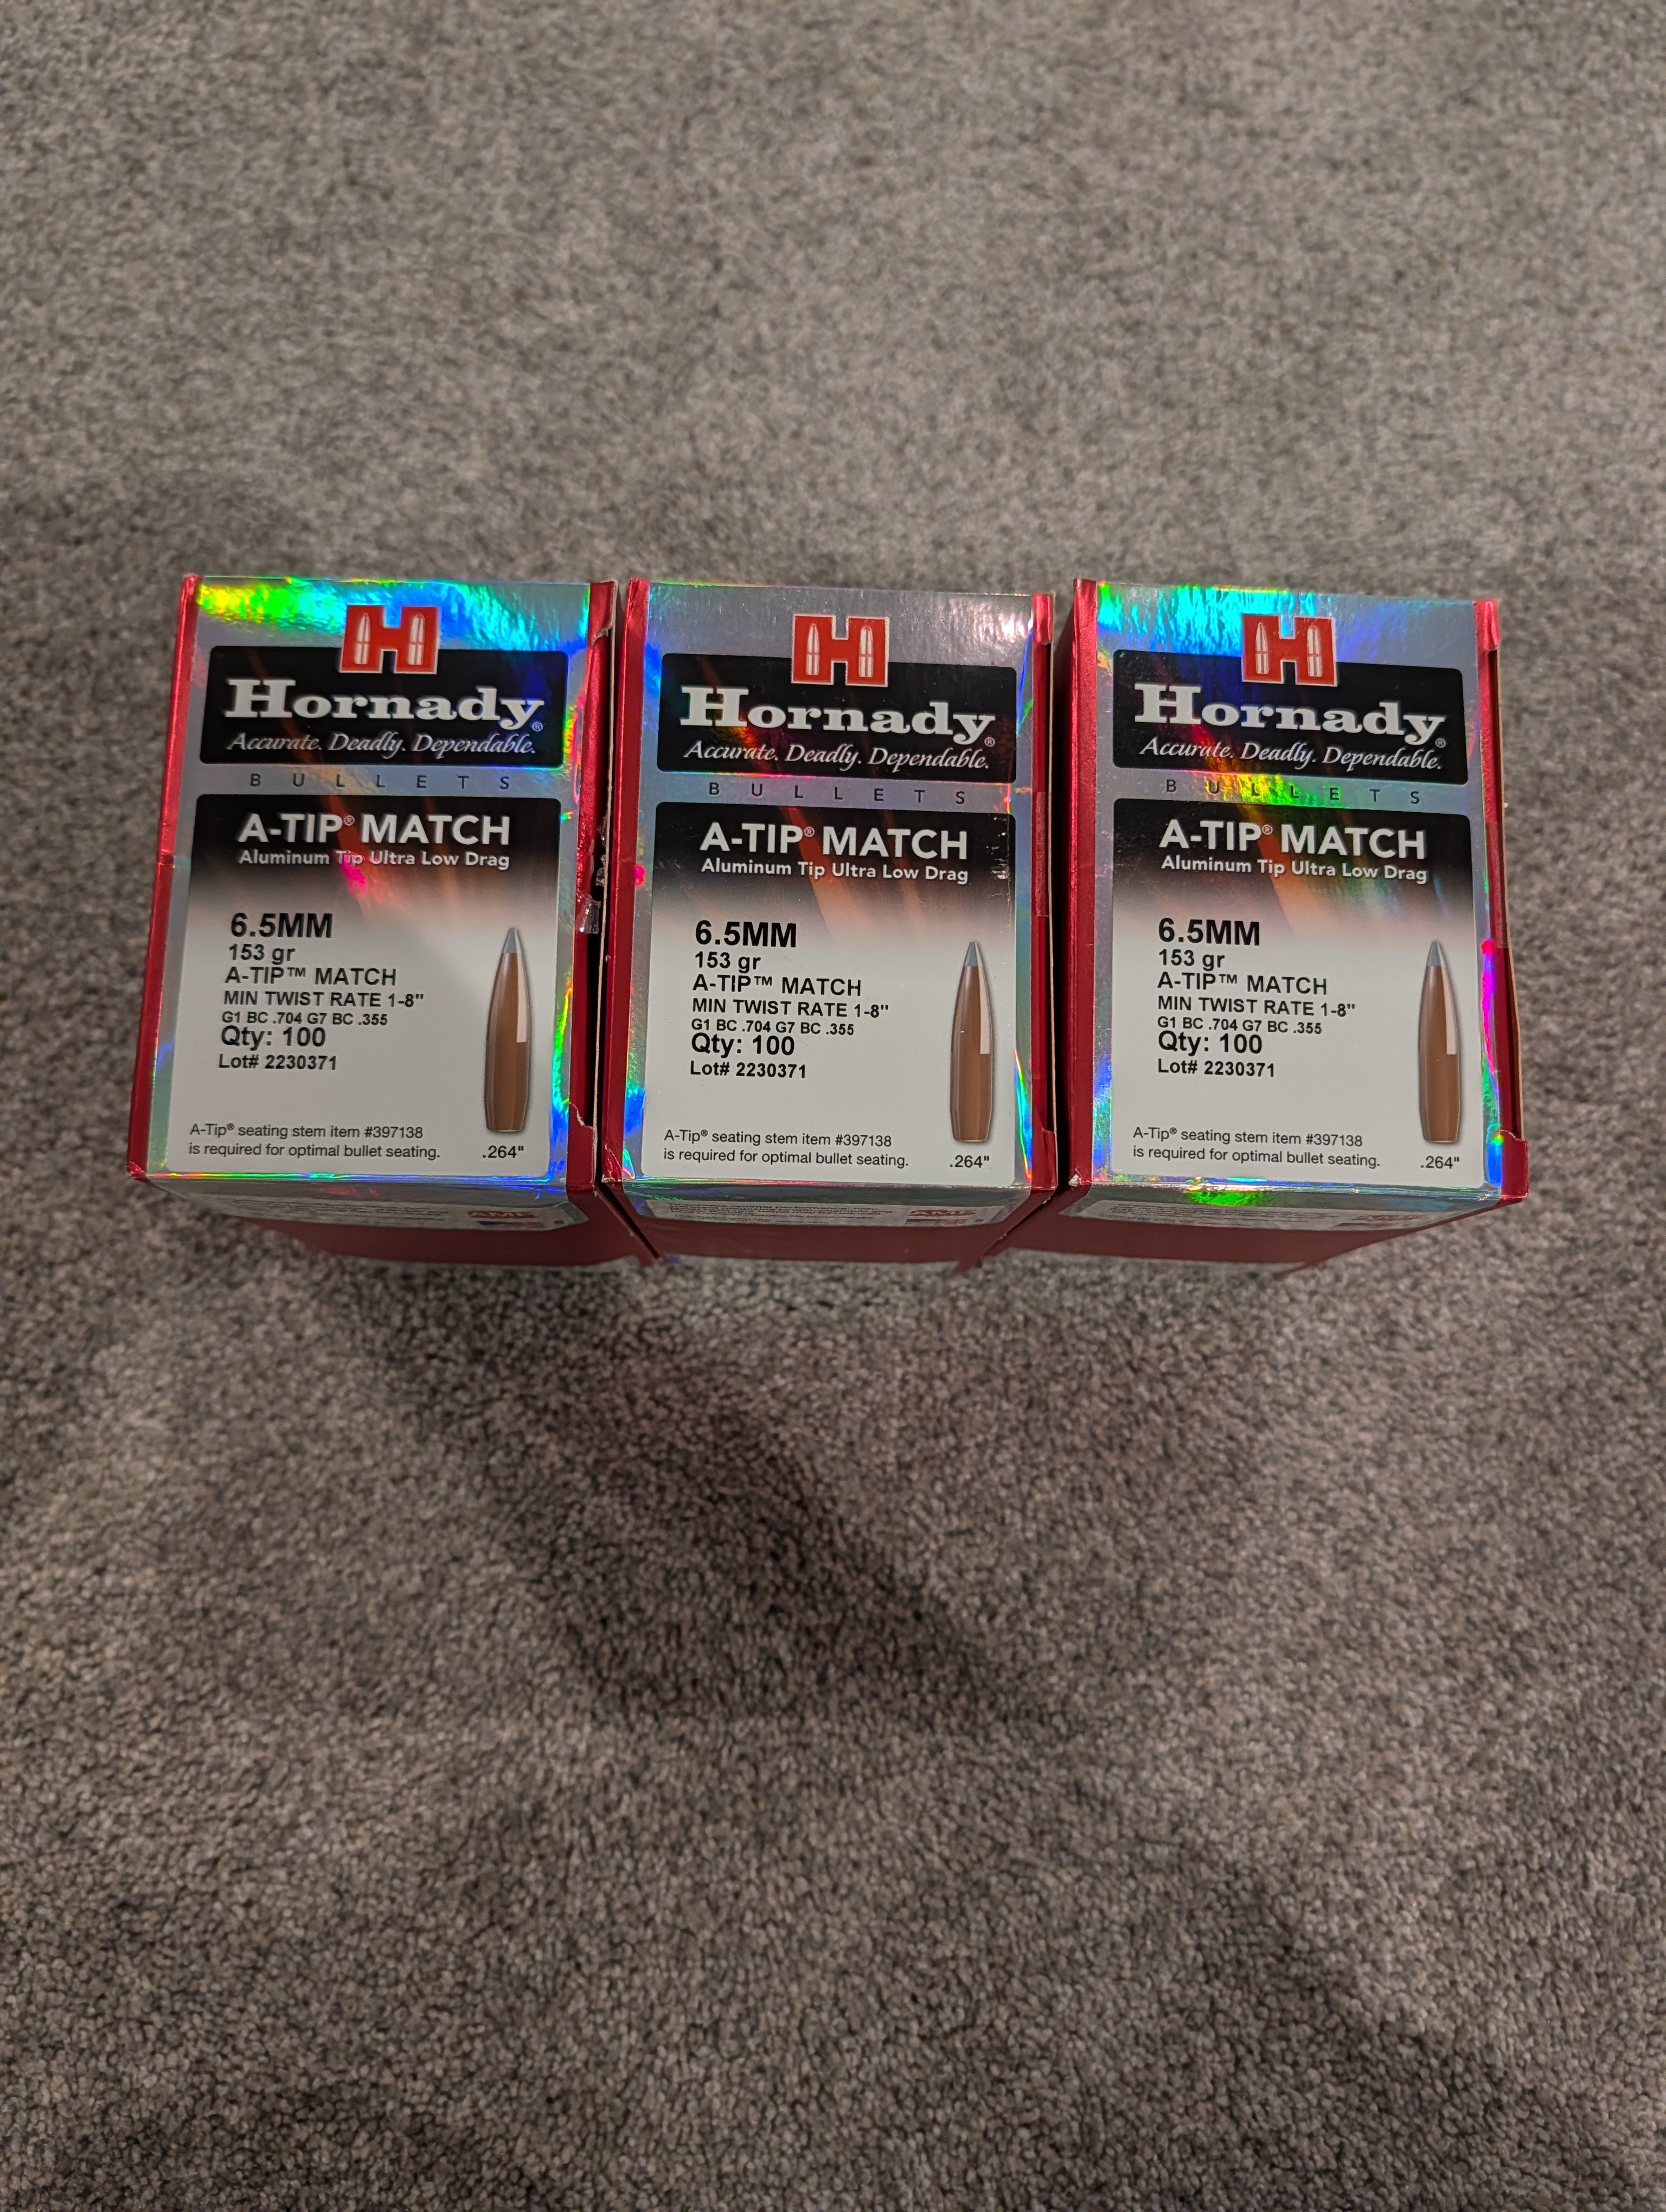 Hornady®
Accurate. Deadly. Dependable.
BULLETS
A-TIP® MATCH
Aluminum Tip Ultra Low Drag
6.5MM
153 gr
A-TIP™ MATCH
MIN TWIST RATE 1-8"
G1 BC .704 G7 BC .355
Qty: 100
Lot# 2230371
A-Tip® seating stem item #397138
is required for optimal bullet seating.
.264"
Hornady®
Accurate. Deadly. Dependable.
BULLETS
A-TIP® MATCH
Aluminum Tip Ultra Low Drag
6.5MM
153 gr
A-TIP™ MATCH
MIN TWIST RATE 1-8"
G1 BC .704 G7 BC .355
Qty: 100
Lot# 2230371
A-Tip® seating stem item #397138
is required for optimal bullet seating.
.264"
Hornady®
Accurate. Deadly. Dependable.
BULLETS
A-TIP® MATCH
Aluminum Tip Ultra Low Drag
6.5MM
153 gr
A-TIP™ MATCH
MIN TWIST RATE 1-8"
G1 BC .704 G7 BC .355
Qty: 100
Lot# 2230371
A-Tip® seating stem item #397138
is required for optimal bullet seating.
.264"